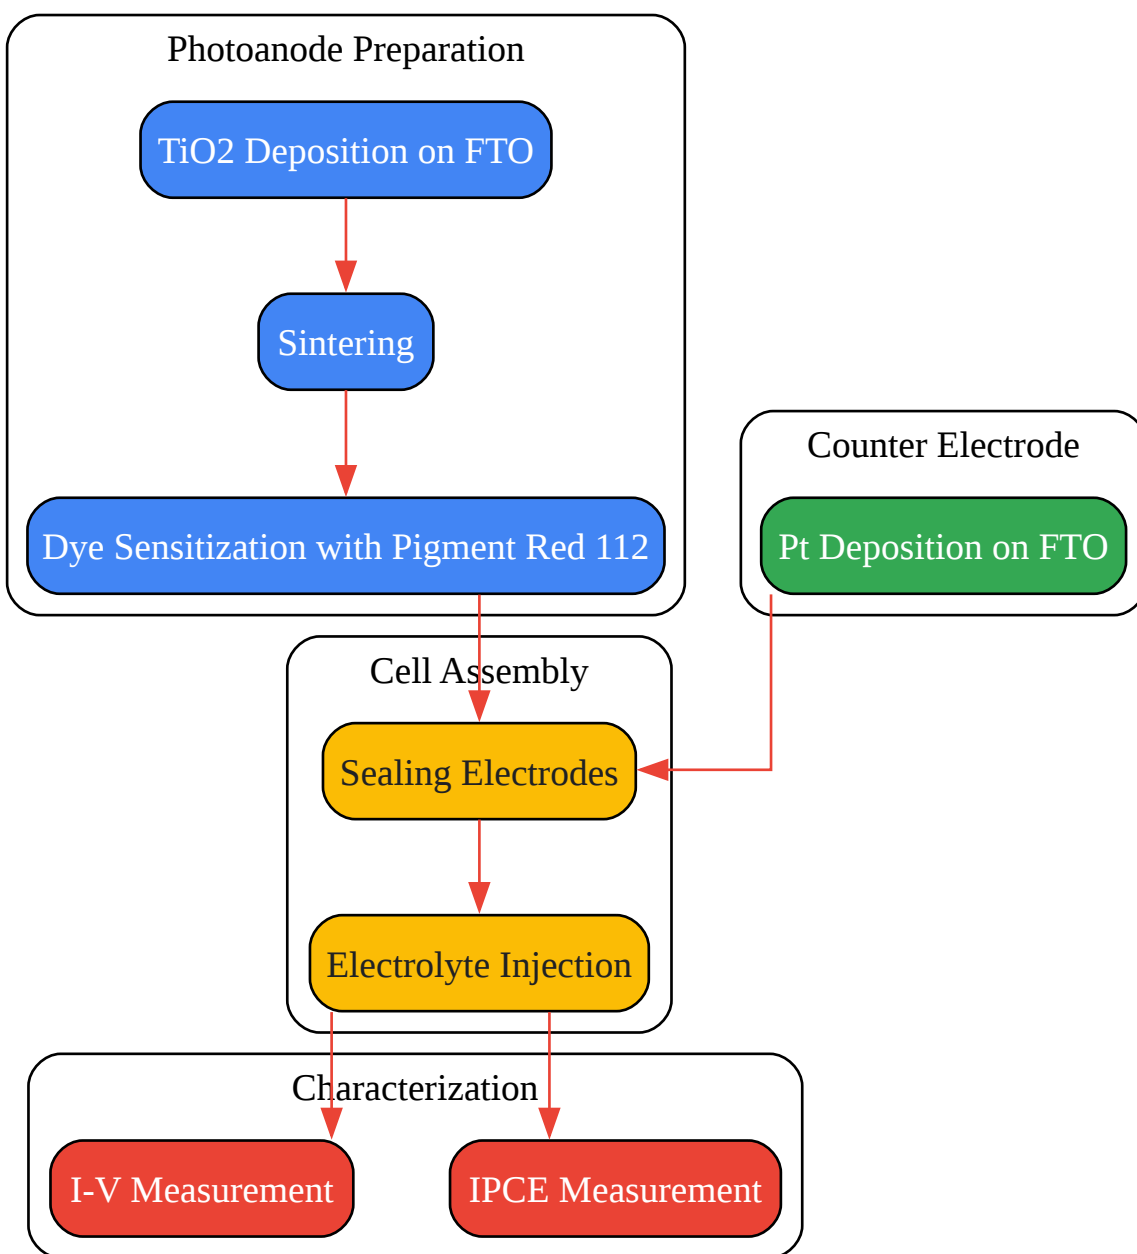 Photoanode Preparation
TiO2 Deposition on FTO
Sintering
Dye Sensitization with Pigment Red 112
Counter Electrode
Pt Deposition on FTO
Cell Assembly
Sealing Electrodes
Electrolyte Injection
Characterization
I-V Measurement
IPCE Measurement